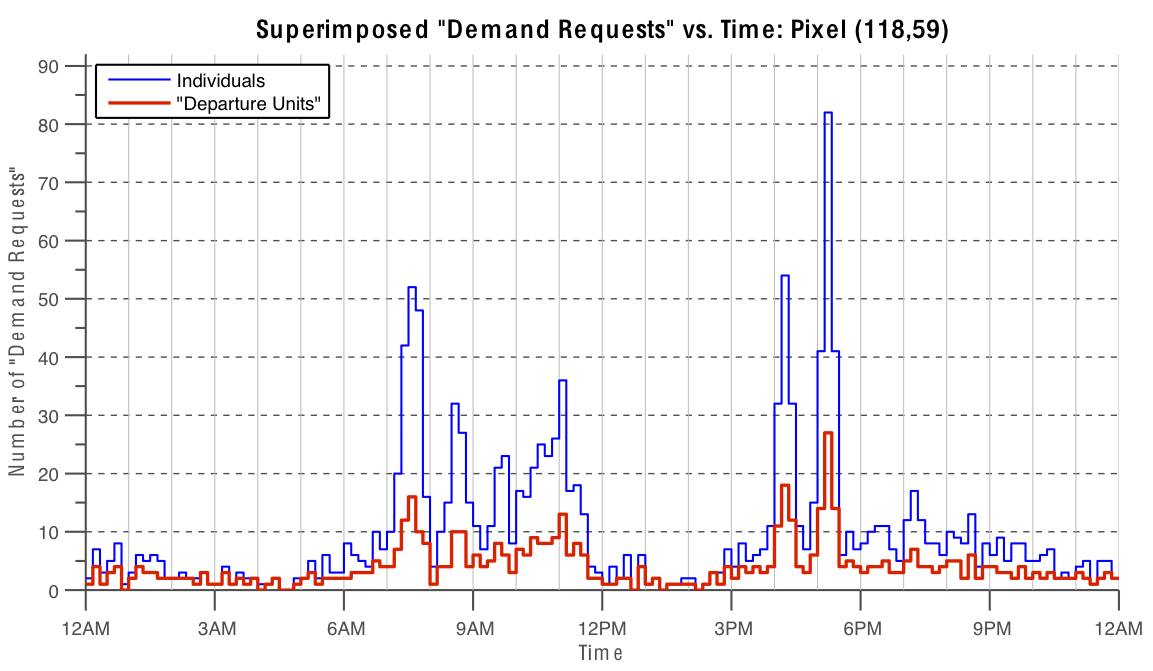 Superimposed "Demand Requests" vs. Time: Pixel (118,59)
Individuals
"Departure Units"
Number of "Demand Requests"
90
80
70
60
50
40
30
20
10
0
12AM 3AM 6AM 9AM 12PM 3PM 6PM 9PM 12AM
Time